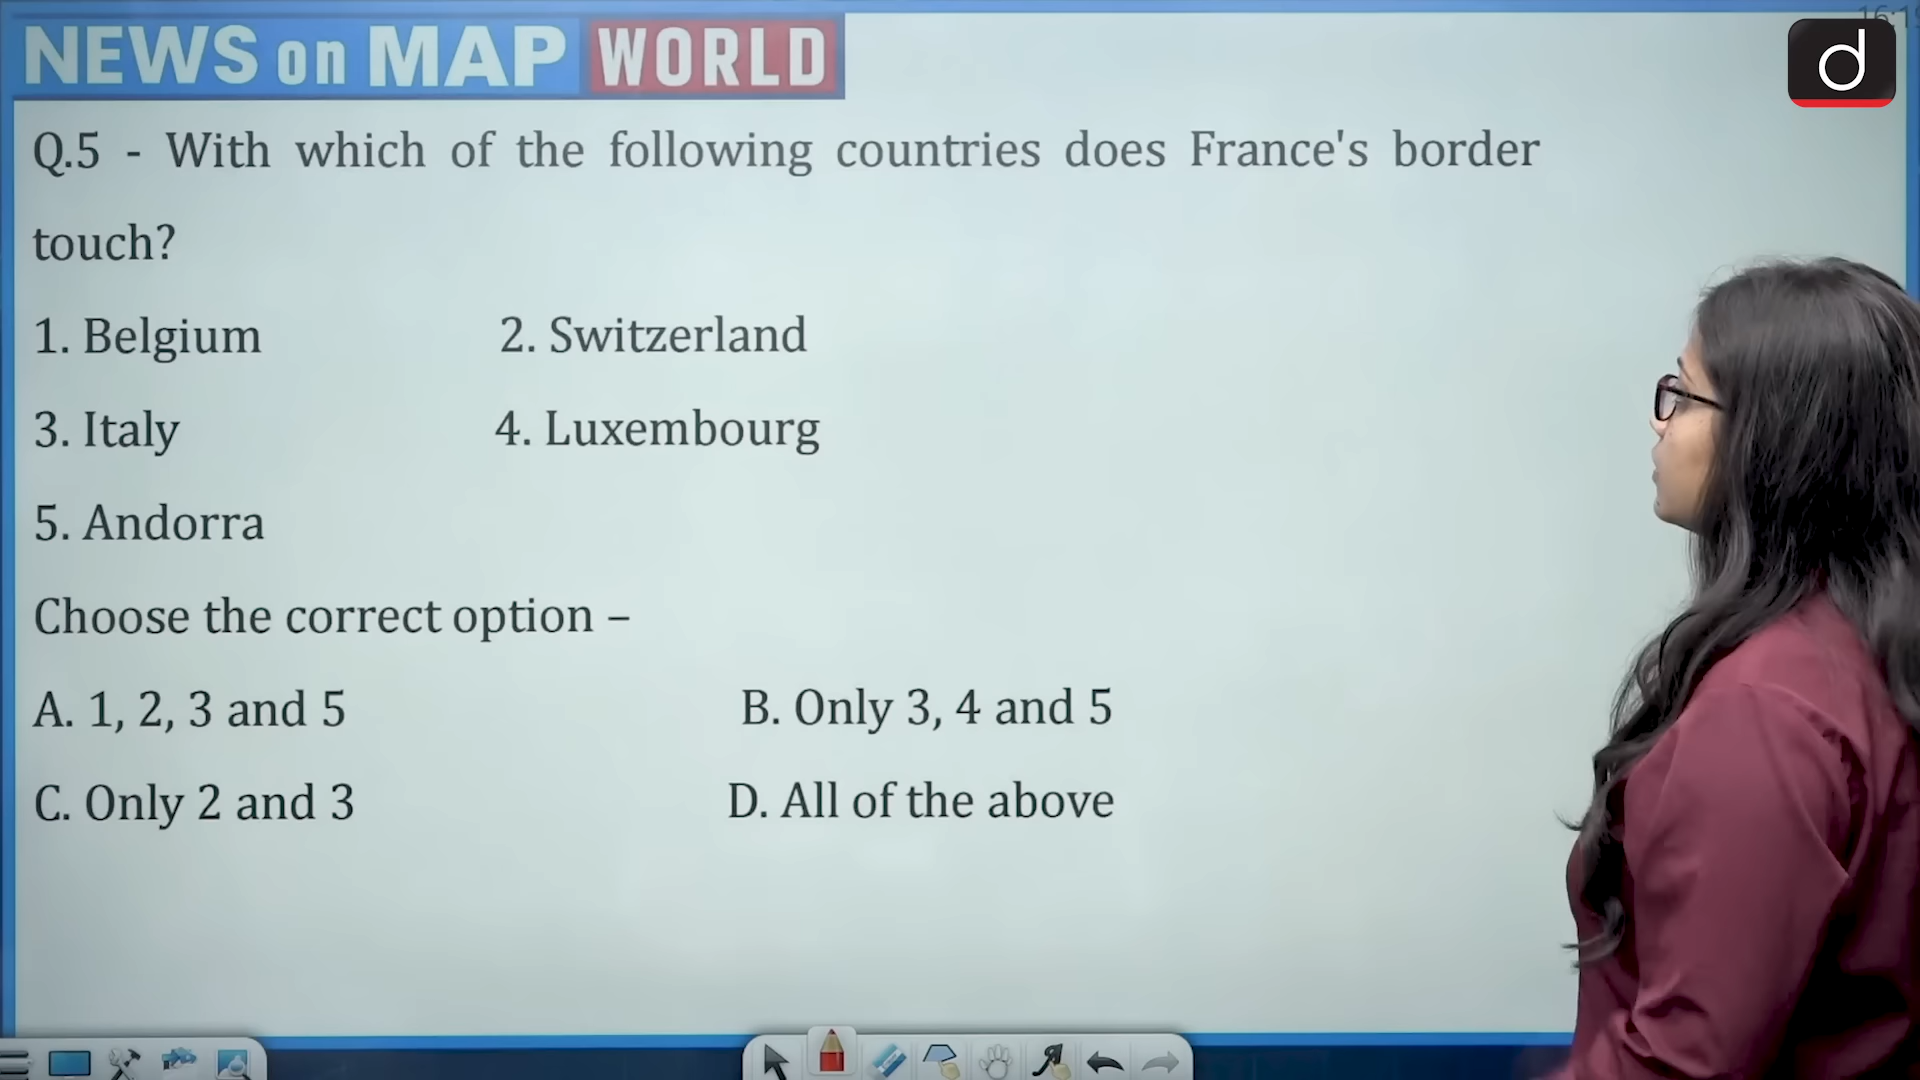 NEWS on MAP WORLD
Q.5 - With which of the following countries does France's border
touch?
1. Belgium 2. Switzerland
3. Italy 4. Luxembourg
5. Andorra
Choose the correct option –
A. 1, 2, 3 and 5 B. Only 3, 4 and 5
C. Only 2 and 3 D. All of the above
d